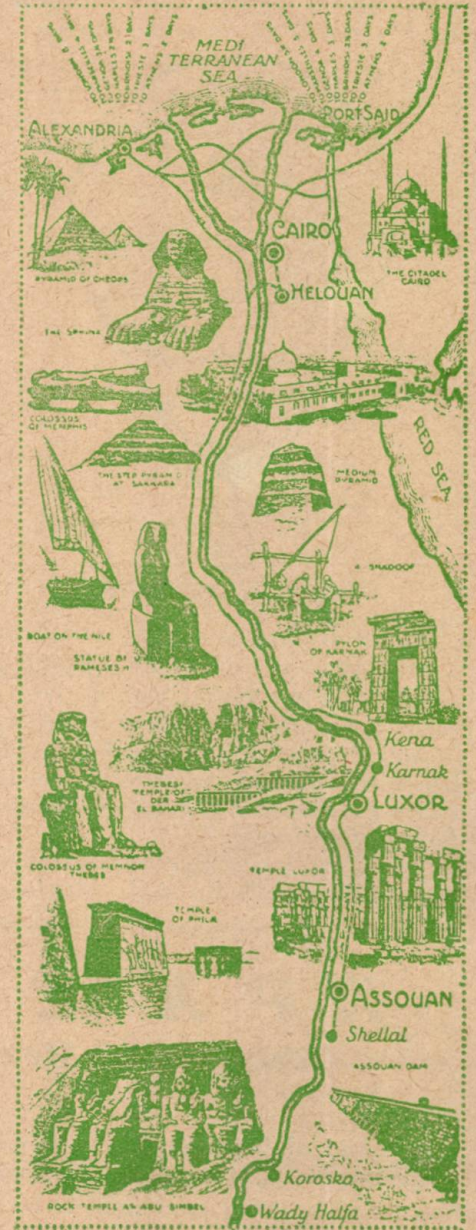 MEDI
TERRANEAN
SEA
ALEXANDRIA
PORT SAID
CAIRO
HELOUAN
PYRAMID OF CHEOPS
THE CITADEL
CAIRO
THE SPHINX
COLOSSUS
OF MEMPHIS
THE STEP PYRAMID
AT SAKKARA
RED SEA
MEDIUM
PYRAMID
A SHADOOF
BOAT ON THE NILE
STATUE OF
RAMESES II
PYLON
OF KARNAK
Kena
Karnak
LUXOR
THEBES:
TEMPLE OF
DER
EL BAHARI
COLOSSUS OF MEMNON
THEBES
TEMPLE LUXOR
TEMPLE
OF PHILÆ
ASSOUAN
Shellal
ASSOUAN DAM
Korosko
ROCK TEMPLE AS ABU SIMBEL
Wady Halfa